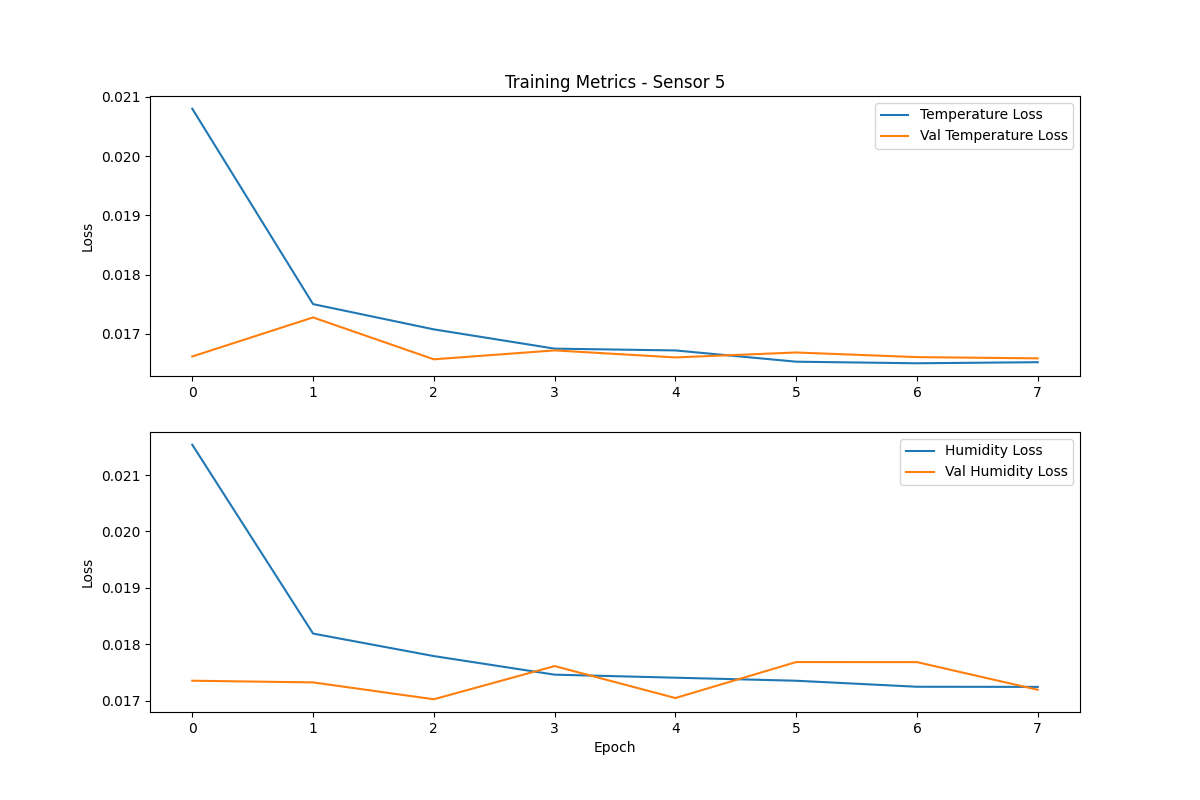 Training Metrics - Sensor 5
0.021
0.020
0.019
0.018
0.017
Loss
Temperature Loss
Val Temperature Loss
0 1 2 3 4 5 6 7
0.021
0.020
0.019
0.018
0.017
Loss
Humidity Loss
Val Humidity Loss
0 1 2 3 4 5 6 7
Epoch